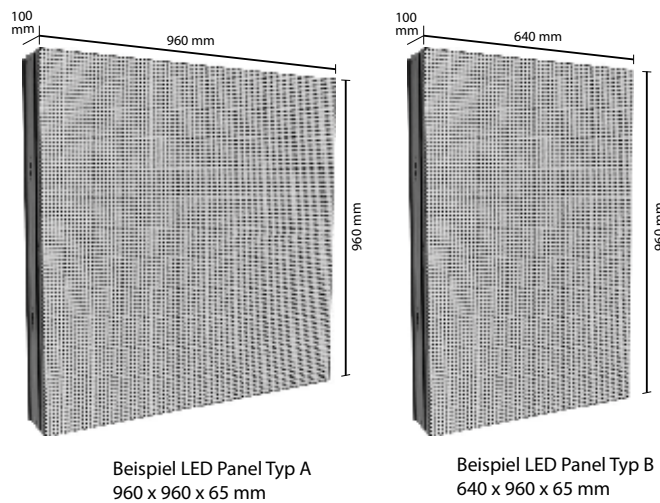 100
mm
960 mm
960 mm
Beispiel LED Panel Typ A
960 x 960 x 65 mm
100
mm
640 mm
960 mm
Beispiel LED Panel Typ B
640 x 960 x 65 mm